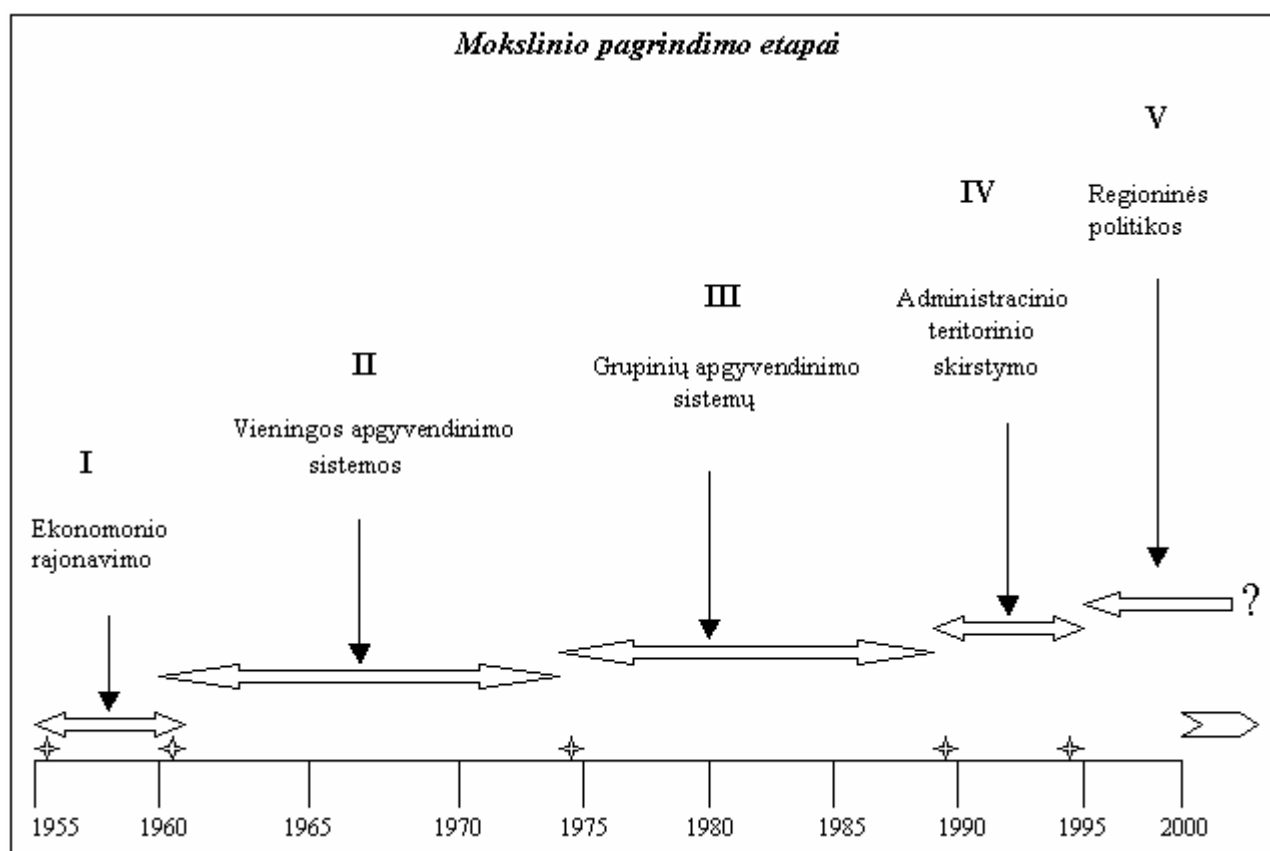 Mokslinio pagrindimo etapai
I
Ekonomonio
rajonavimo
II
Vieningos apgyvendinimo
sistemos
III
Grupinių apgyvendinimo
sistemų
IV
Administracinio
teritorinio
skirstymo
V
Regioninės
politikos
?
1955 1960 1965 1970 1975 1980 1985 1990 1995 2000